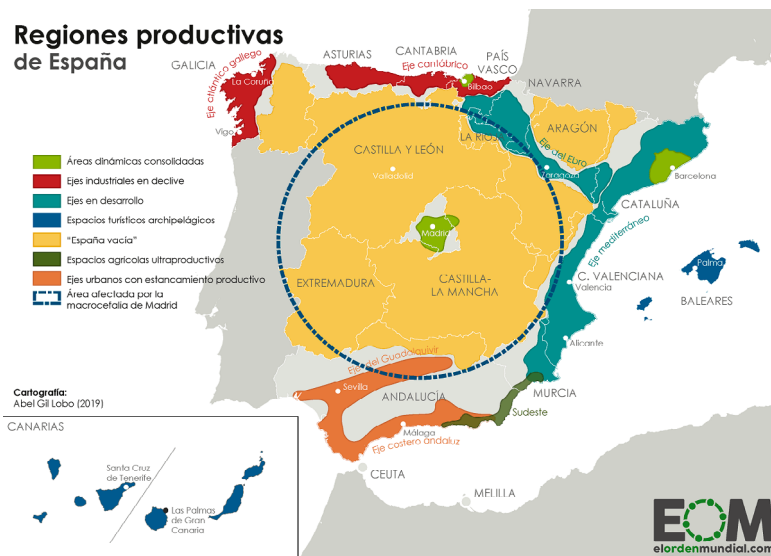 Regiones productivas
de España
GALICIA
ASTURIAS
CANTABRIA
PAÍS
VASCO
NAVARRA
Eje cantábrico
Eje atlántico gallego
La Coruña
Bilbao
Vigo
LA RIOJA
ARAGÓN
CASTILLA Y LEÓN
Eje del Ebro
Valladolid
Zaragoza
Barcelona
CATALUÑA
Madrid
Eje mediterráneo
Áreas dinámicas consolidadas
Ejes industriales en declive
Ejes en desarrollo
Espacios turísticos archipelágicos
"España vacía"
Espacios agrícolas ultraproductivos
Ejes urbanos con estancamiento productivo
Área afectada por la
macrocefalia de Madrid
EXTREMADURA
CASTILLA-
LA MANCHA
C. VALENCIANA
Valencia
Palma
BALEARES
Alicante
Eje del Guadalquivir
Sevilla
ANDALUCÍA
MURCIA
Sudeste
Málaga
Eje costero andaluz
CEUTA
MELILLA
Cartografía:
Abel Gil Lobo (2019)
CANARIAS
Santa Cruz
de Tenerife
Las Palmas
de Gran
Canaria
EOM
elordenmundial.com